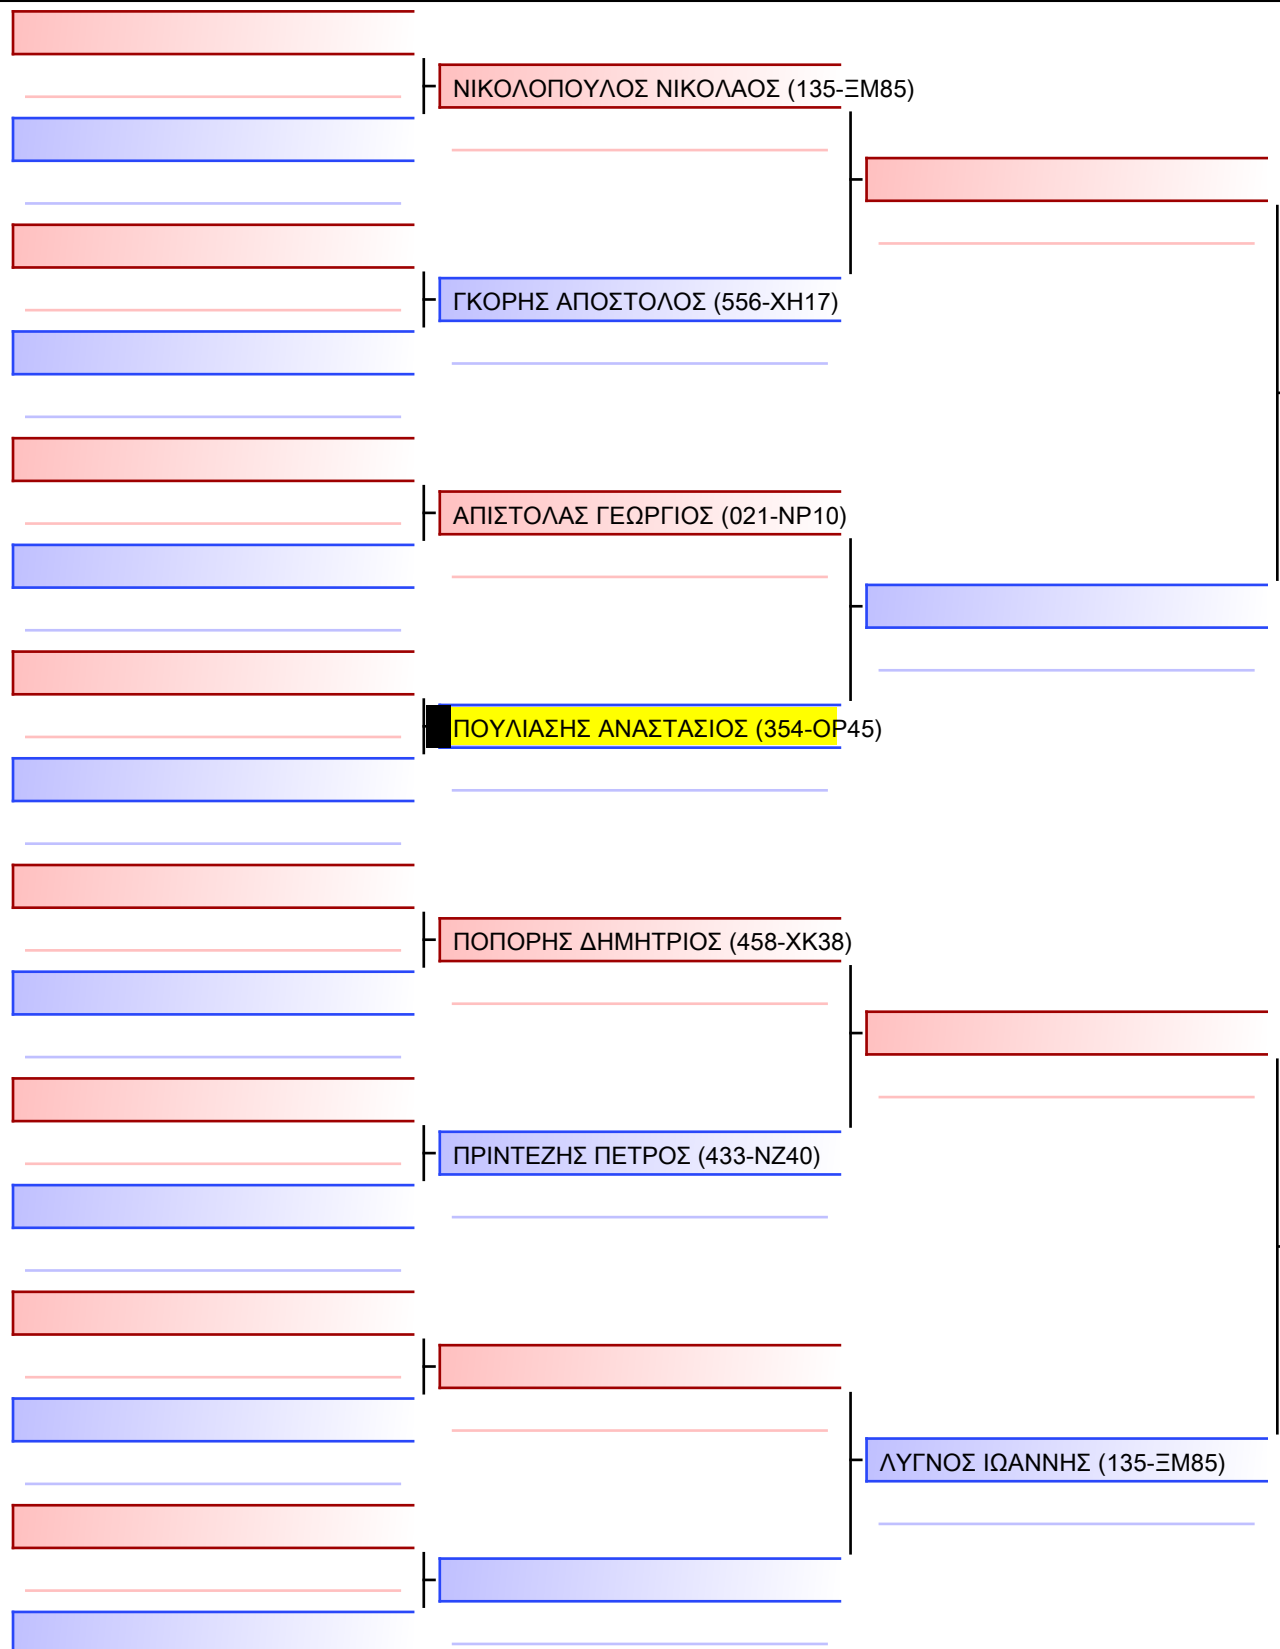 ΝΙΚΟΛΟΠΟΥΛΟΣ ΝΙΚΟΛΑΟΣ (135-ΞΜ85)
ΓΚΟΡΗΣ ΑΠΟΣΤΟΛΟΣ (556-ΧΗ17)
ΑΠΙΣΤΟΛΑΣ ΓΕΩΡΓΙΟΣ (021-ΝΡ10)
ΠΟΥΛΙΑΣΗΣ ΑΝΑΣΤΑΣΙΟΣ (354-ΟΡ45)
ΠΟΠΟΡΗΣ ΔΗΜΗΤΡΙΟΣ (458-ΧΚ38)
ΠΡΙΝΤΕΖΗΣ ΠΕΤΡΟΣ (433-ΝΖ40)
ΛΥΓΝΟΣ ΙΩΑΝΝΗΣ (135-ΞΜ85)